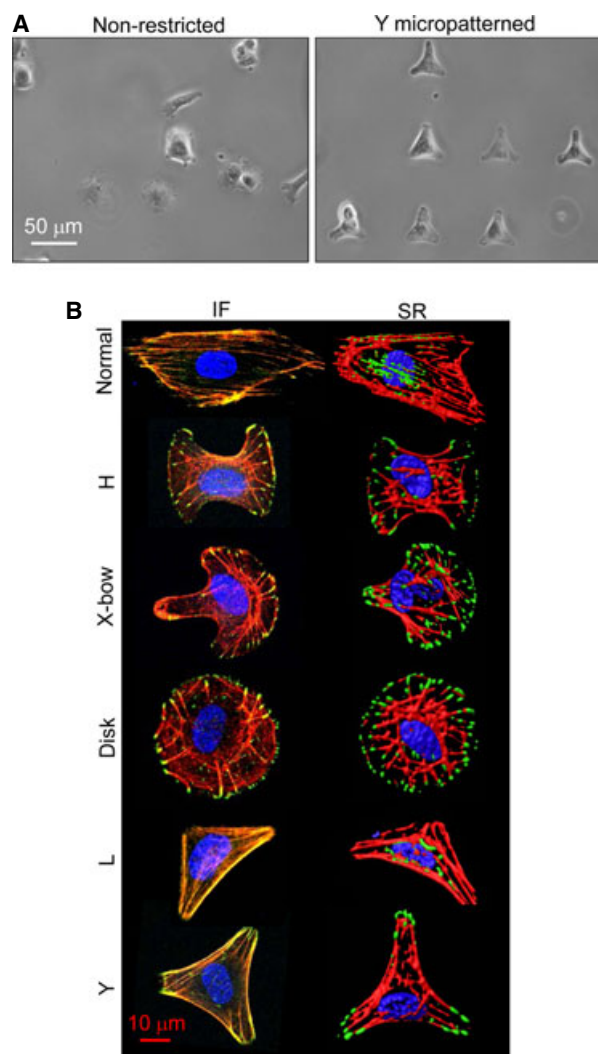 A
Non-restricted
Y micropatterned
50 μm
B
IF
SR
Normal
H
X-bow
Disk
L
Y
10 μm